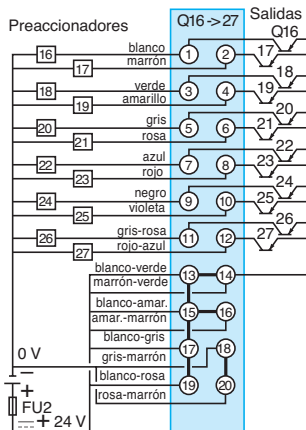 Preaccionadores Q16->27 Salidas
Q16
16 blanco 1 2 17
17 marrón
18
18 verde 3 4 19
19 amarillo
20
20 gris 5 6 21
21 rosa
22
22 azul 7 8 23
23 rojo
24
24 negro 9 10 25
25 violeta
26
26 gris-rosa 11 12 27
27 rojo-azul
blanco-verde 13 14
marrón-verde
blanco-amar. 15 16
amar.-marrón
blanco-gris 17 18
0 V gris-marrón
blanco-rosa 19 20
rosa-marrón
− +
FU2
+ 24 V